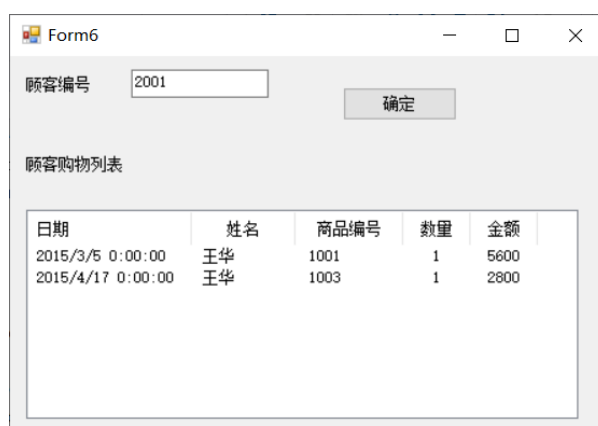 Form6
顾客编号 2001
确定
顾客购物列表
日期 姓名 商品编号 数量 金额
2015/3/5 0:00:00 王华 1001 1 5600
2015/4/17 0:00:00 王华 1003 1 2800